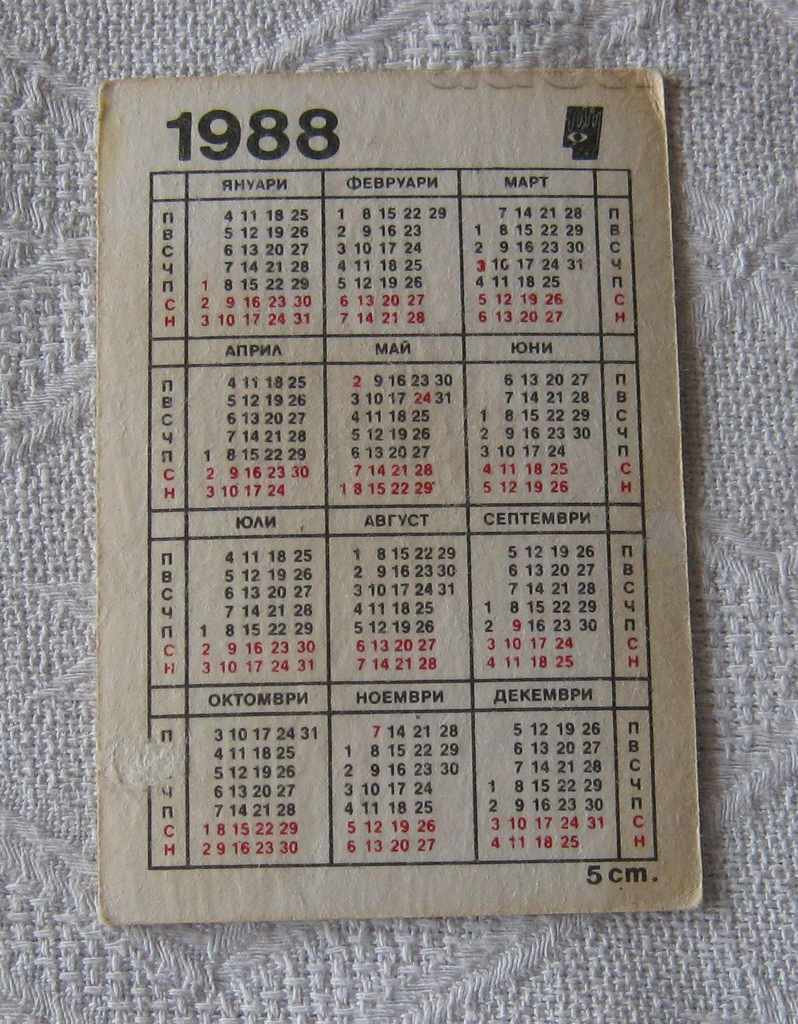 1988
ЯНУАРИ ФЕВРУАРИ МАРТ
П 4 11 18 25 1 8 15 22 29 7 14 21 28 П
В 5 12 19 26 2 9 16 23 1 8 15 22 29 В
С 6 13 20 27 3 10 17 24 2 9 16 23 30 С
Ч 7 14 21 28 4 11 18 25 3 10 17 24 31 Ч
П 1 8 15 22 29 5 12 19 26 4 11 18 25 П
С 2 9 16 23 30 6 13 20 27 5 12 19 26 С
Н 3 10 17 24 31 7 14 21 28 6 13 20 27 Н
АПРИЛ МАЙ ЮНИ
П 4 11 18 25 2 9 16 23 30 6 13 20 27 П
В 5 12 19 26 3 10 17 24 31 7 14 21 28 В
С 6 13 20 27 4 11 18 25 1 8 15 22 29 С
Ч 7 14 21 28 5 12 19 26 2 9 16 23 30 Ч
П 1 8 15 22 29 6 13 20 27 3 10 17 24 П
С 2 9 16 23 30 7 14 21 28 4 11 18 25 С
Н 3 10 17 24 1 8 15 22 29 5 12 19 26 Н
ЮЛИ АВГУСТ СЕПТЕМВРИ
П 4 11 18 25 1 8 15 22 29 5 12 19 26 П
В 5 12 19 26 2 9 16 23 30 6 13 20 27 В
С 6 13 20 27 3 10 17 24 31 7 14 21 28 С
Ч 7 14 21 28 4 11 18 25 1 8 15 22 29 Ч
П 1 8 15 22 29 5 12 19 26 2 9 16 23 30 П
С 2 9 16 23 30 6 13 20 27 3 10 17 24 С
Н 3 10 17 24 31 7 14 21 28 4 11 18 25 Н
ОКТОМВРИ НОЕМВРИ ДЕКЕМВРИ
П 3 10 17 24 31 7 14 21 28 5 12 19 26 П
4 11 18 25 1 8 15 22 29 6 13 20 27 В
5 12 19 26 2 9 16 23 30 7 14 21 28 С
Ч 6 13 20 27 3 10 17 24 1 8 15 22 29 Ч
П 7 14 21 28 4 11 18 25 2 9 16 23 30 П
С 1 8 15 22 29 5 12 19 26 3 10 17 24 31 С
Н 2 9 16 23 30 6 13 20 27 4 11 18 25 Н
5 cm.